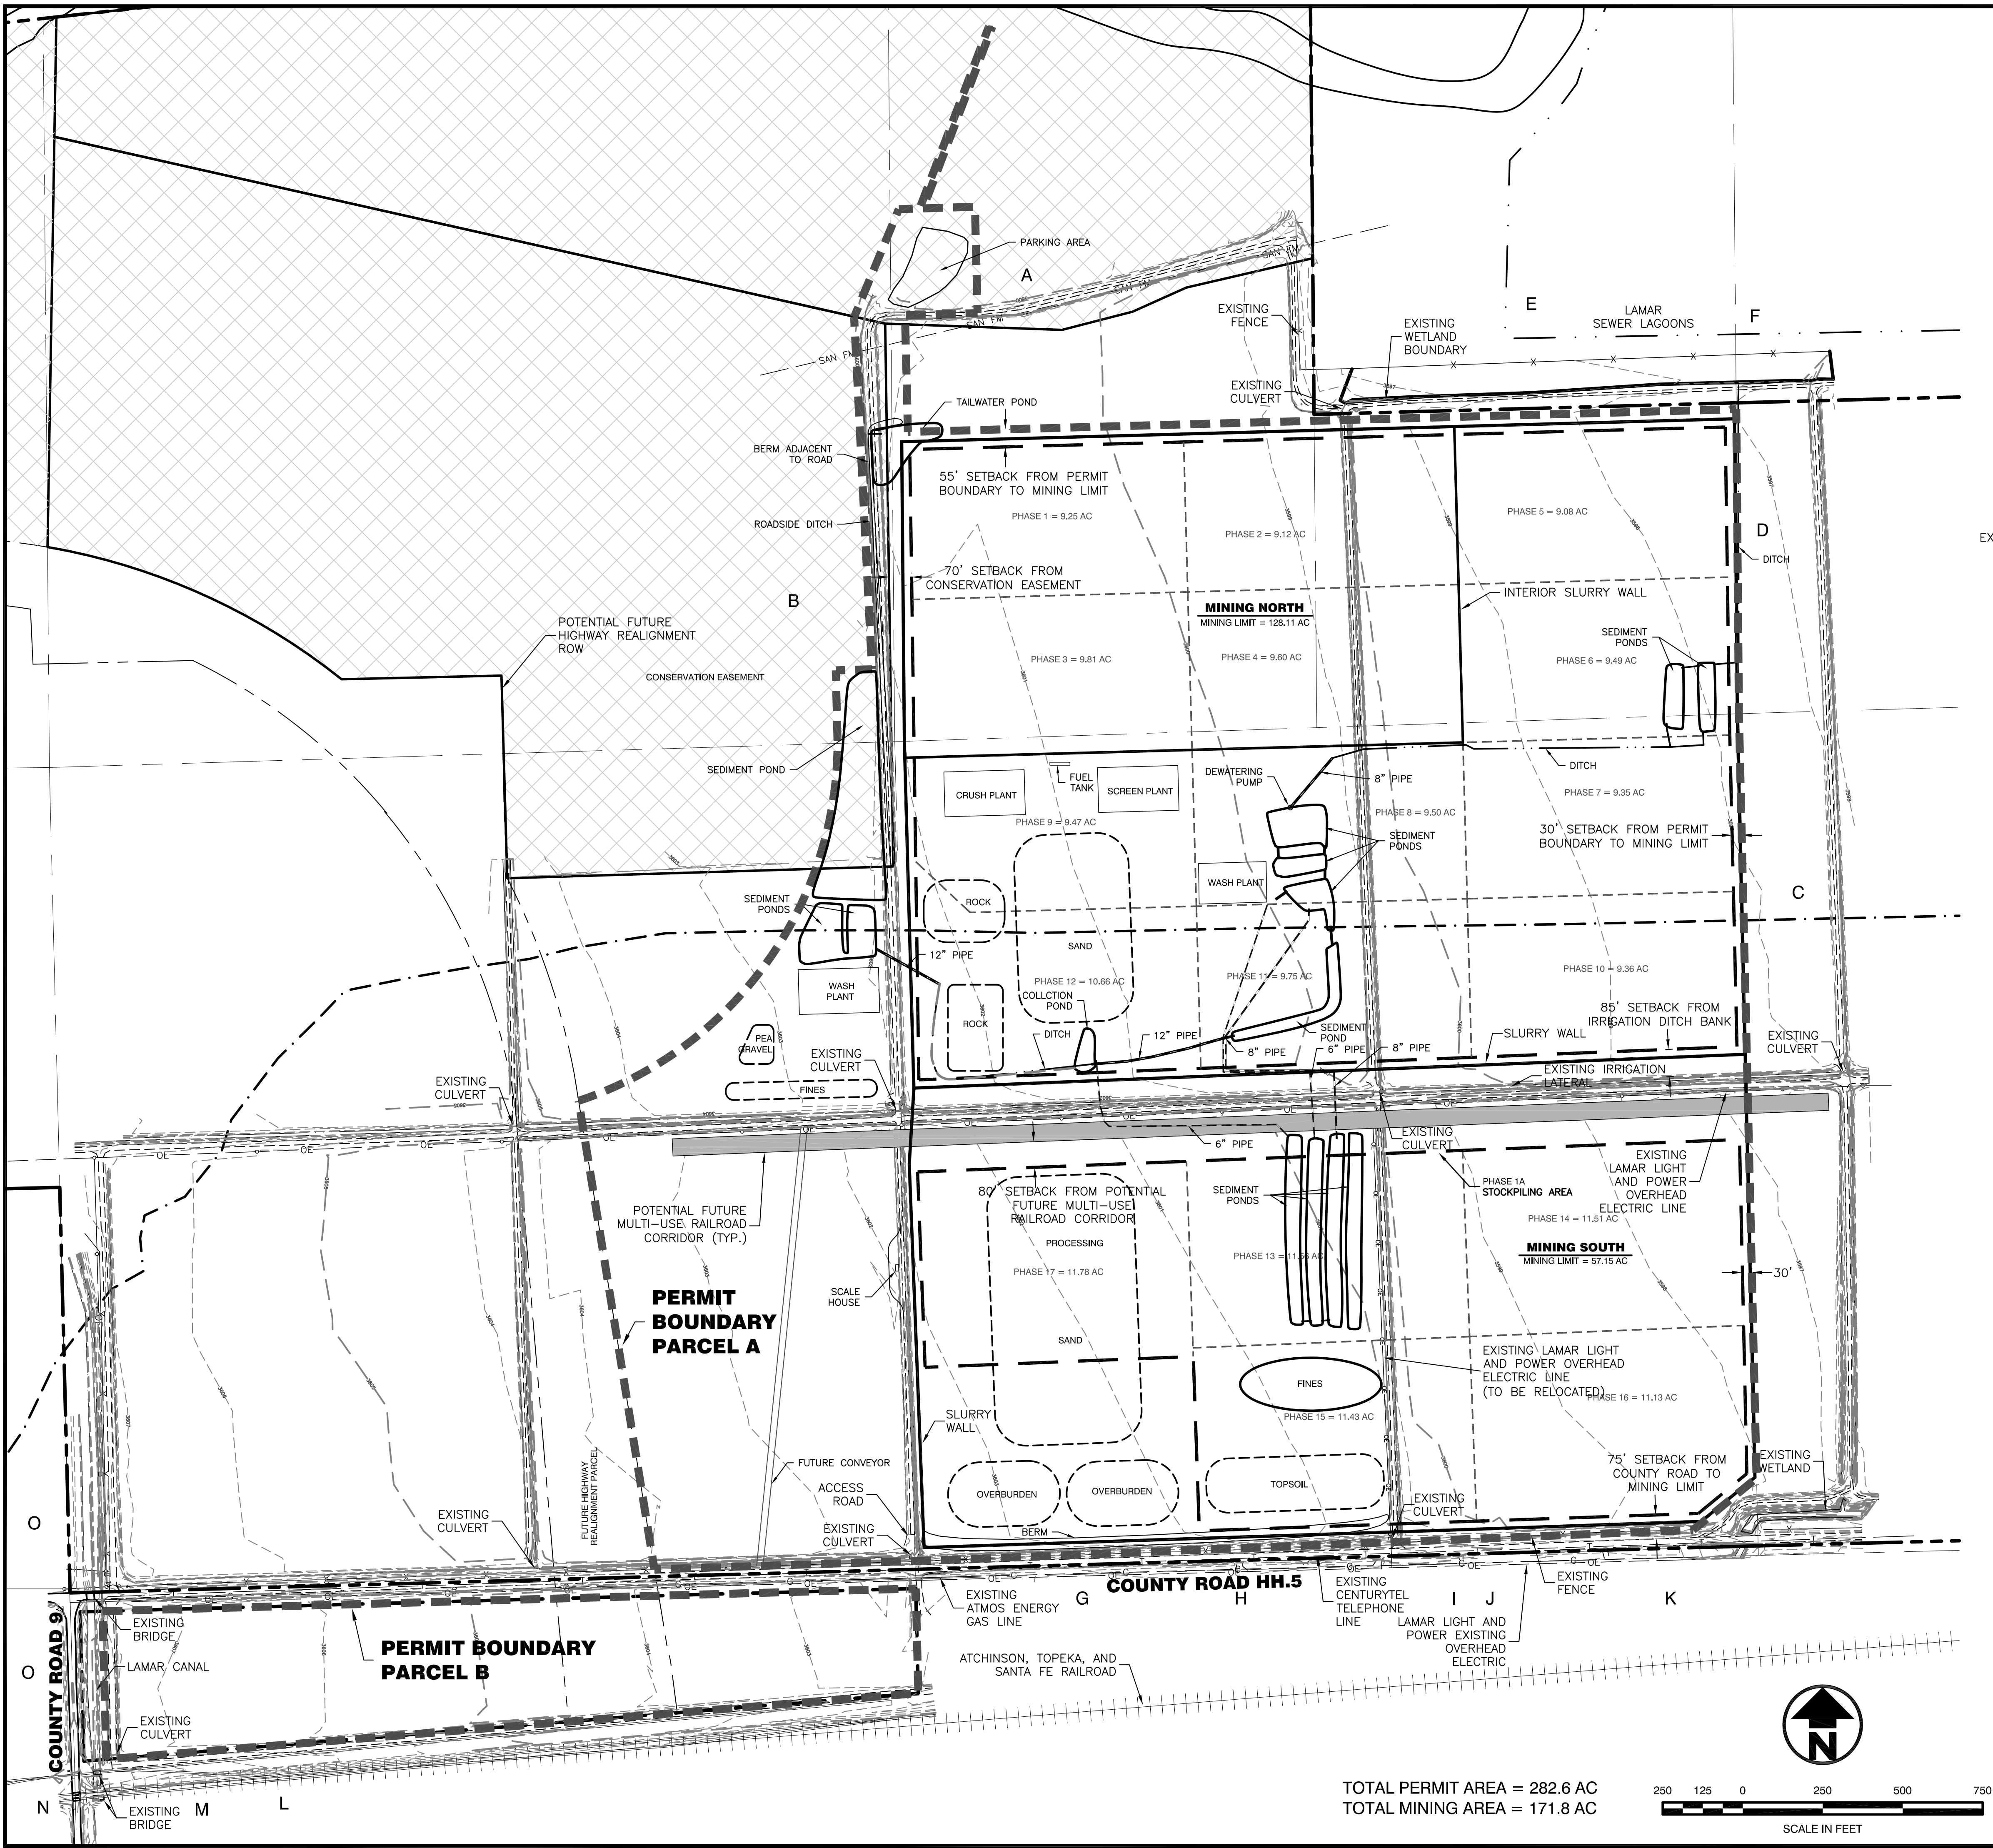 PARKING AREA
A
SAN FM
SAN FM
SAN FM
SAN FM
SAN FM
EXISTING
FENCE
E
LAMAR
SEWER LAGOONS
F
EXISTING
WETLAND
BOUNDARY
EXISTING
CULVERT
TAILWATER POND
BERM ADJACENT
TO ROAD
55' SETBACK FROM PERMIT
BOUNDARY TO MINING LIMIT
PHASE 1 = 9.25 AC
PHASE 2 = 9.12 AC
PHASE 5 = 9.08 AC
ROADSIDE DITCH
D
DITCH
EX
70' SETBACK FROM
CONSERVATION EASEMENT
B
INTERIOR SLURRY WALL
MINING NORTH
MINING LIMIT = 128.11 AC
POTENTIAL FUTURE
HIGHWAY REALIGNMENT
ROW
SEDIMENT
PONDS
PHASE 3 = 9.81 AC
PHASE 4 = 9.60 AC
PHASE 6 = 9.49 AC
CONSERVATION EASEMENT
SEDIMENT POND
FUEL
TANK
DEWATERING
PUMP
8" PIPE
DITCH
CRUSH PLANT
SCREEN PLANT
PHASE 9 = 9.47 AC
PHASE 8 = 9.50 AC
PHASE 7 = 9.35 AC
SEDIMENT
PONDS
30' SETBACK FROM PERMIT
BOUNDARY TO MINING LIMIT
WASH PLANT
C
SEDIMENT
PONDS
ROCK
SAND
12" PIPE
WASH
PLANT
PHASE 12 = 10.66 AC
PHASE 11 = 9.75 AC
PHASE 10 = 9.36 AC
COLLCTION
POND
ROCK
85' SETBACK FROM
IRRIGATION DITCH BANK
PEA
GRAVEL
DITCH
12" PIPE
SEDIMENT
POND
8" PIPE
6" PIPE
8" PIPE
SLURRY WALL
EXISTING
CULVERT
EXISTING
CULVERT
EXISTING IRRIGATION
LATERAL
EXISTING
CULVERT
FINES
6" PIPE
EXISTING
CULVERT
EXISTING
LAMAR LIGHT
AND POWER
OVERHEAD
ELECTRIC LINE
PHASE 1A
STOCKPILING AREA
POTENTIAL FUTURE
MULTI-USE RAILROAD
CORRIDOR (TYP.)
80' SETBACK FROM POTENTIAL
FUTURE MULTI-USE
RAILROAD CORRIDOR
SEDIMENT
PONDS
PROCESSING
PHASE 17 = 11.78 AC
PHASE 13 = 11.56 AC
PHASE 14 = 11.51 AC
MINING SOUTH
MINING LIMIT = 57.15 AC
30'
PERMIT
BOUNDARY
PARCEL A
SCALE
HOUSE
SAND
EXISTING LAMAR LIGHT
AND POWER OVERHEAD
ELECTRIC LINE
(TO BE RELOCATED)
PHASE 16 = 11.13 AC
FINES
PHASE 15 = 11.43 AC
SLURRY
WALL
FUTURE HIGHWAY
REALIGNMENT PARCEL
FUTURE CONVEYOR
ACCESS
ROAD
OVERBURDEN
OVERBURDEN
TOPSOIL
75' SETBACK FROM
COUNTY ROAD TO
MINING LIMIT
EXISTING
WETLAND
EXISTING
CULVERT
O
EXISTING
CULVERT
EXISTING
CULVERT
BERM
COUNTY ROAD HH.5
EXISTING
ATMOS ENERGY
GAS LINE
G
H
EXISTING
CENTURYTEL
TELEPHONE
LINE
I
J
K
EXISTING
FENCE
LAMAR LIGHT AND
POWER EXISTING
OVERHEAD
ELECTRIC
COUNTY ROAD 9
EXISTING
BRIDGE
PERMIT BOUNDARY
PARCEL B
O
LAMAR CANAL
EXISTING
CULVERT
ATCHINSON, TOPEKA, AND
SANTA FE RAILROAD
N
EXISTING
BRIDGE
M
L
N
TOTAL PERMIT AREA = 282.6 AC
TOTAL MINING AREA = 171.8 AC
250 125 0 250 500 750
SCALE IN FEET